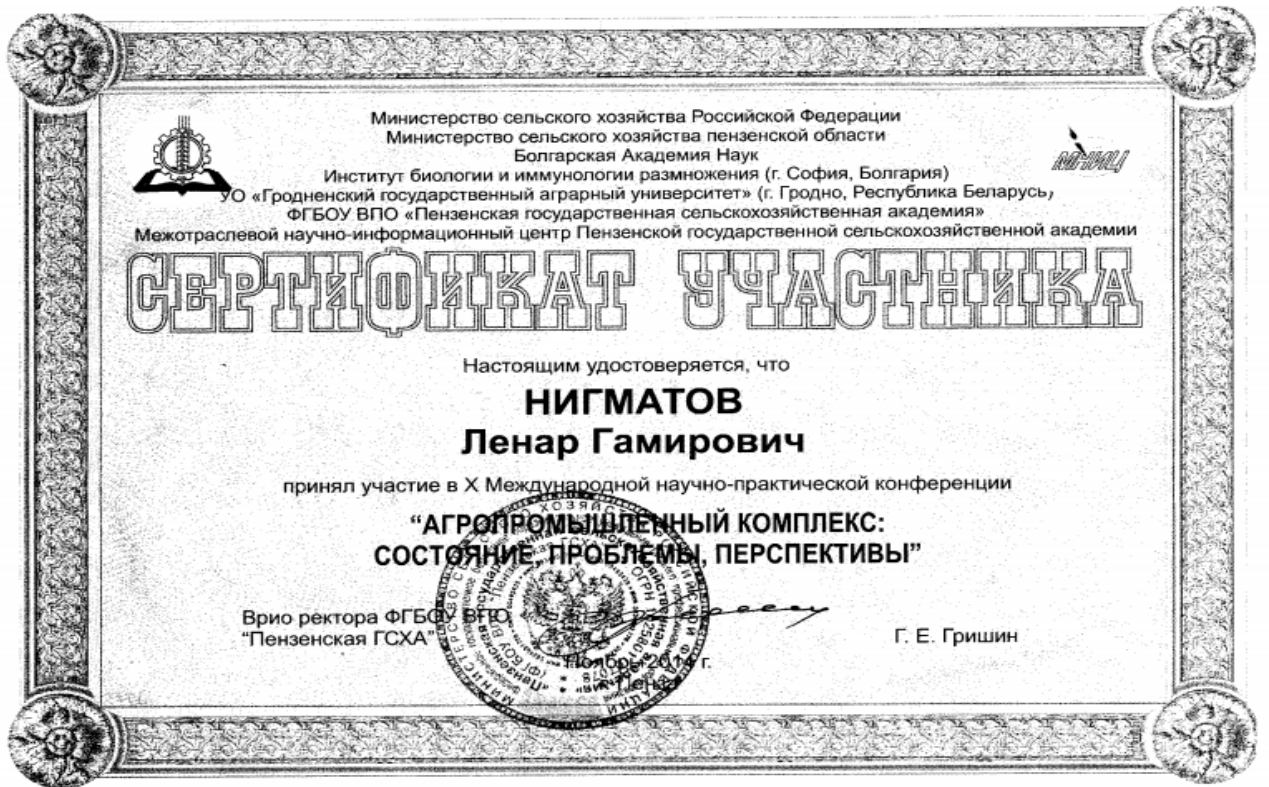 Министерство сельского хозяйства Российской Федерации
Министерство сельского хозяйства пензенской области
Болгарская Академия Наук
Институт биологии и иммунологии размножения (г. София, Болгария)
УО «Гродненский государственный аграрный университет» (г. Гродно, Республика Беларусь,
ФГБОУ ВПО «Пензенская государственная сельскохозяйственная академия»
Межотраслевой научно-информационный центр Пензенской государственной сельскохозяйственной академии
МНИЦ
СЕРТИФИКАТ УЧАСТНИКА
Настоящим удостоверяется, что
НИГМАТОВ
Ленар Гамирович
принял участие в X Международной научно-практической конференции
“АГРОПРОМЫШЛЕННЫЙ КОМПЛЕКС:
СОСТОЯНИЕ, ПРОБЛЕМЫ, ПЕРСПЕКТИВЫ”
Врио ректора ФГБОУ ВПО
“Пензенская ГСХА”
Г. Е. Гришин
Ноябрь 2014 г.